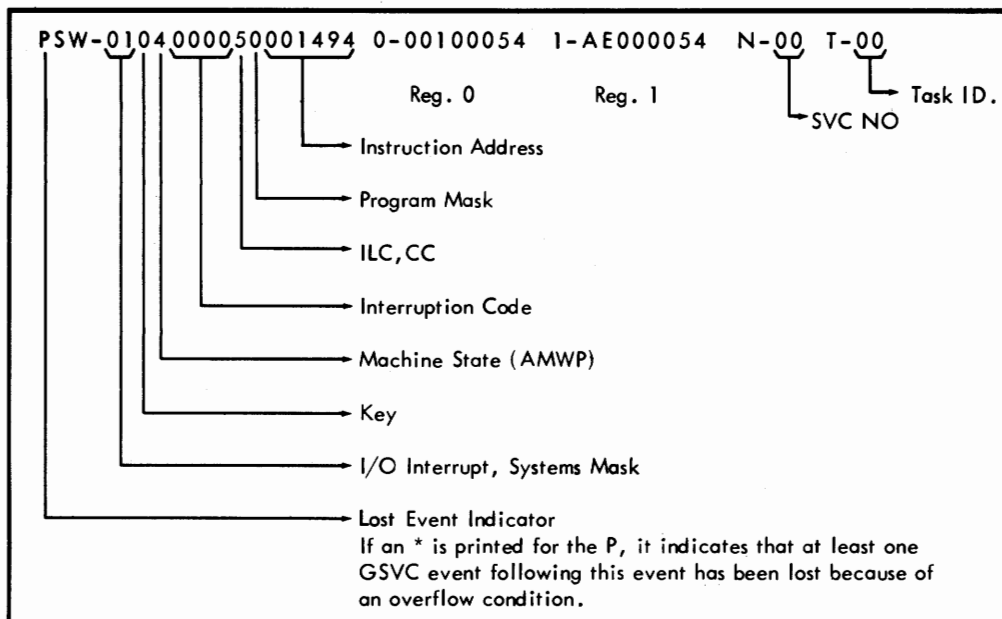 PSW-0104000050001494 0-00100054 1-AE000054 N-00 T-00
Reg. 0 Reg. 1 Task ID.
SVC NO
Instruction Address
Program Mask
ILC,CC
Interruption Code
Machine State (AMWP)
Key
I/O Interrupt, Systems Mask
Lost Event Indicator
If an * is printed for the P, it indicates that at least one
GSVC event following this event has been lost because of
an overflow condition.